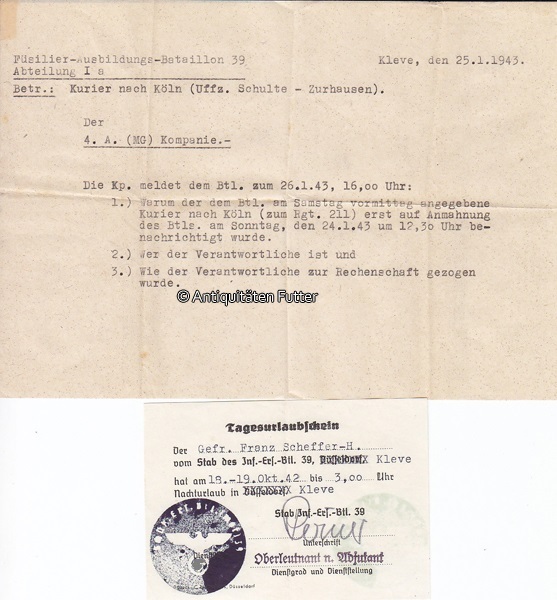 Füsilier-Ausbildungs-Bataillon 39
Kleve, den 25.1.1943.
Abteilung I a
Betr.: Kurier nach Köln (Uffz. Schulte - Zurhausen).
Der
4. A. (MG) Kompanie.-
Die Kp. meldet dem Btl. zum 26.1.43, 16,oo Uhr:
1.) Warum der dem Btl. am Samstag vormittag angegebene
Kurier nach Köln (zum Rgt. 211) erst auf Anmahnung
des Btls. am Sonntag, den 24.1.43 um 12,30 Uhr be-
nachrichtigt wurde.
2.) Wer der Verantwortliche ist und
3.) Wie der Verantwortliche zur Rechenschaft gezogen
wurde.
© Antiquitäten Futter
Tagesurlaubschein
Der Gefr. Franz Scheffer-H.
vom Stab des Inf.-Ers.-Btl. 39, Düsseldorf Kleve
hat am 18.-19.Okt.42 bis 3,oo Uhr
Nachturlaub in Düsseldorf Kleve
Stab Inf.-Ers.-Btl. 39
Unterschrift
Oberleutnant u. Adjutant
Dienstgrad und Dienststellung
Düsseldorf